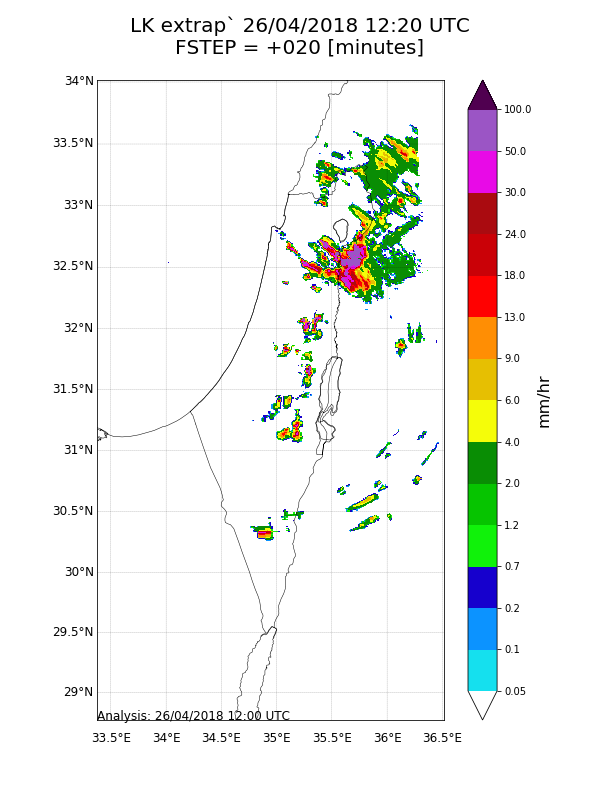 LK extrap` 26/04/2018 12:20 UTC
FSTEP = +020 [minutes]
34°N
33.5°N
33°N
32.5°N
32°N
31.5°N
31°N
30.5°N
30°N
29.5°N
29°N
Analysis: 26/04/2018 12:00 UTC
33.5°E
34°E
34.5°E
35°E
35.5°E
36°E
36.5°E
100.0
50.0
30.0
24.0
18.0
13.0
9.0
6.0
4.0
2.0
1.2
0.7
0.2
0.1
0.05
mm/hr